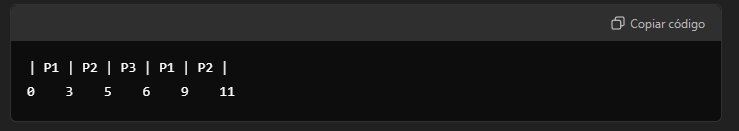 Copiar código
| P1 | P2 | P3 | P1 | P2 |
0    3    5    6    9    11